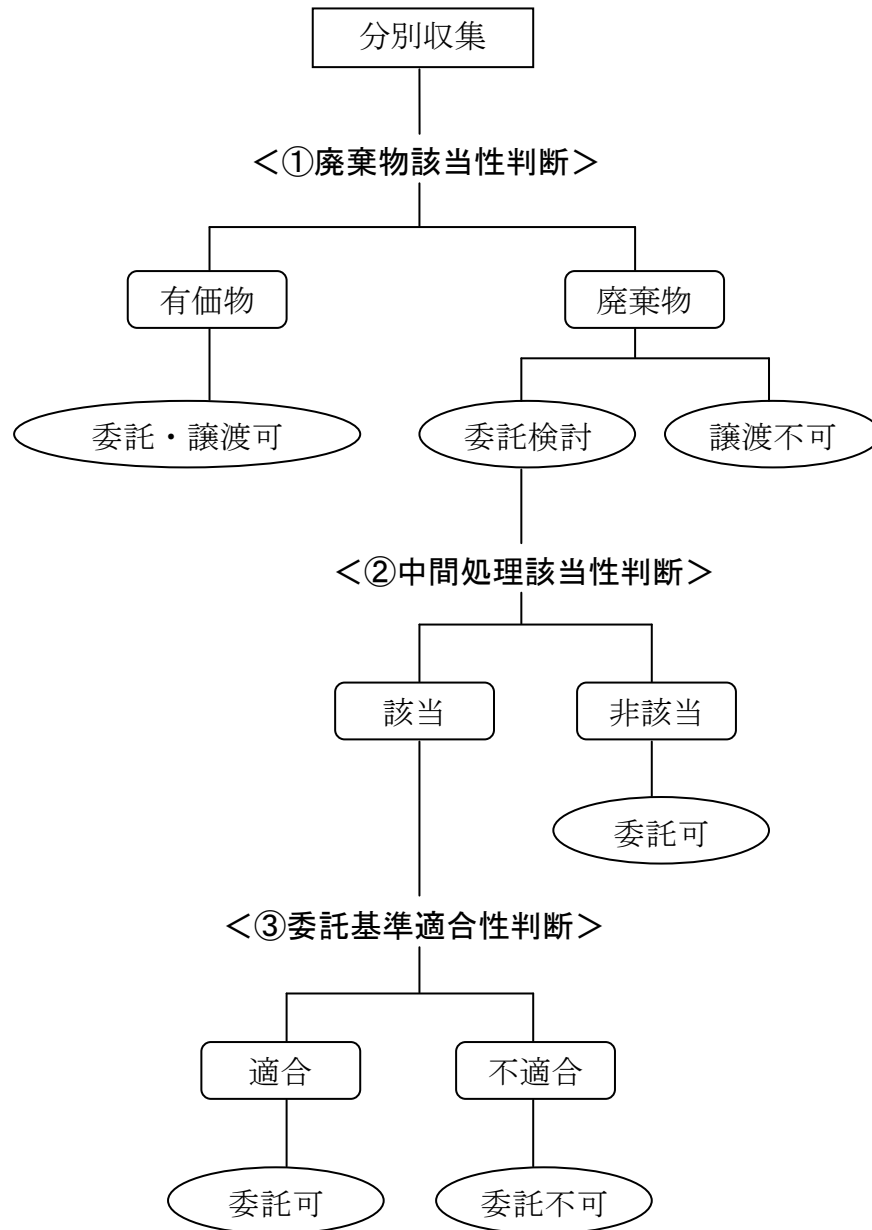 分別収集
＜①廃棄物該当性判断＞
有価物
廃棄物
委託・譲渡可
委託検討
譲渡不可
＜②中間処理該当性判断＞
該当
非該当
委託可
＜③委託基準適合性判断＞
適合
不適合
委託可
委託不可